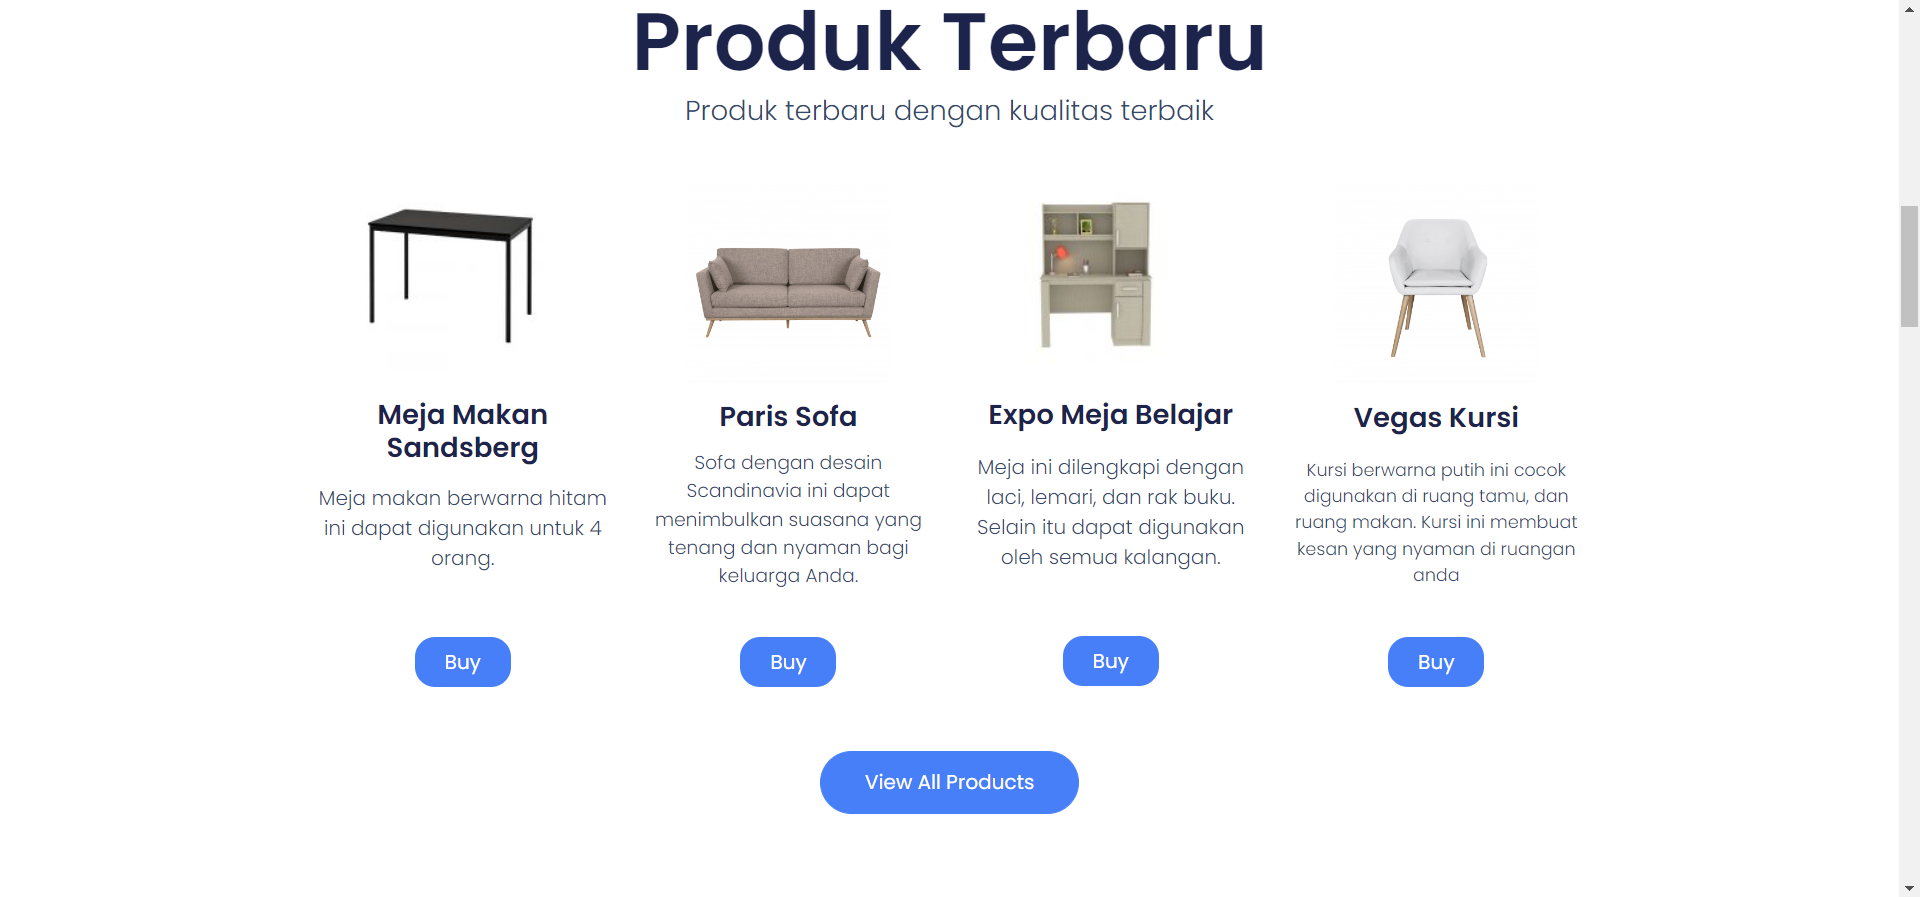 Produk Terbaru
Produk terbaru dengan kualitas terbaik
Meja Makan
Sandsberg
Meja makan berwarna hitam
ini dapat digunakan untuk 4
orang.
Buy
Paris Sofa
Sofa dengan desain
Scandinavia ini dapat
menimbulkan suasana yang
tenang dan nyaman bagi
keluarga Anda.
Buy
Expo Meja Belajar
Meja ini dilengkapi dengan
laci, lemari, dan rak buku.
Selain itu dapat digunakan
oleh semua kalangan.
Buy
Vegas Kursi
Kursi berwarna putih ini cocok
digunakan di ruang tamu, dan
ruang makan. Kursi ini membuat
kesan yang nyaman di ruangan
anda
Buy
View All Products